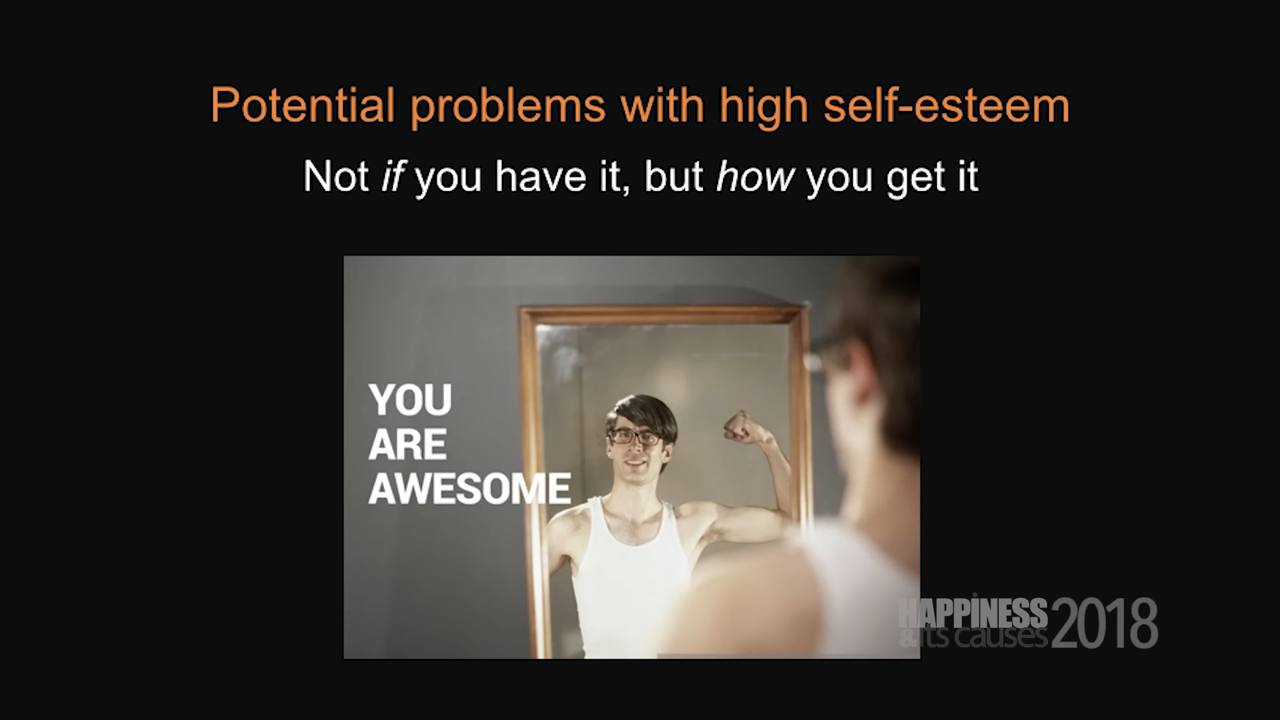 Potential problems with high self-esteem
Not if you have it, but how you get it
YOU
ARE
AWESOME
HAPPINESS
&its causes 2018